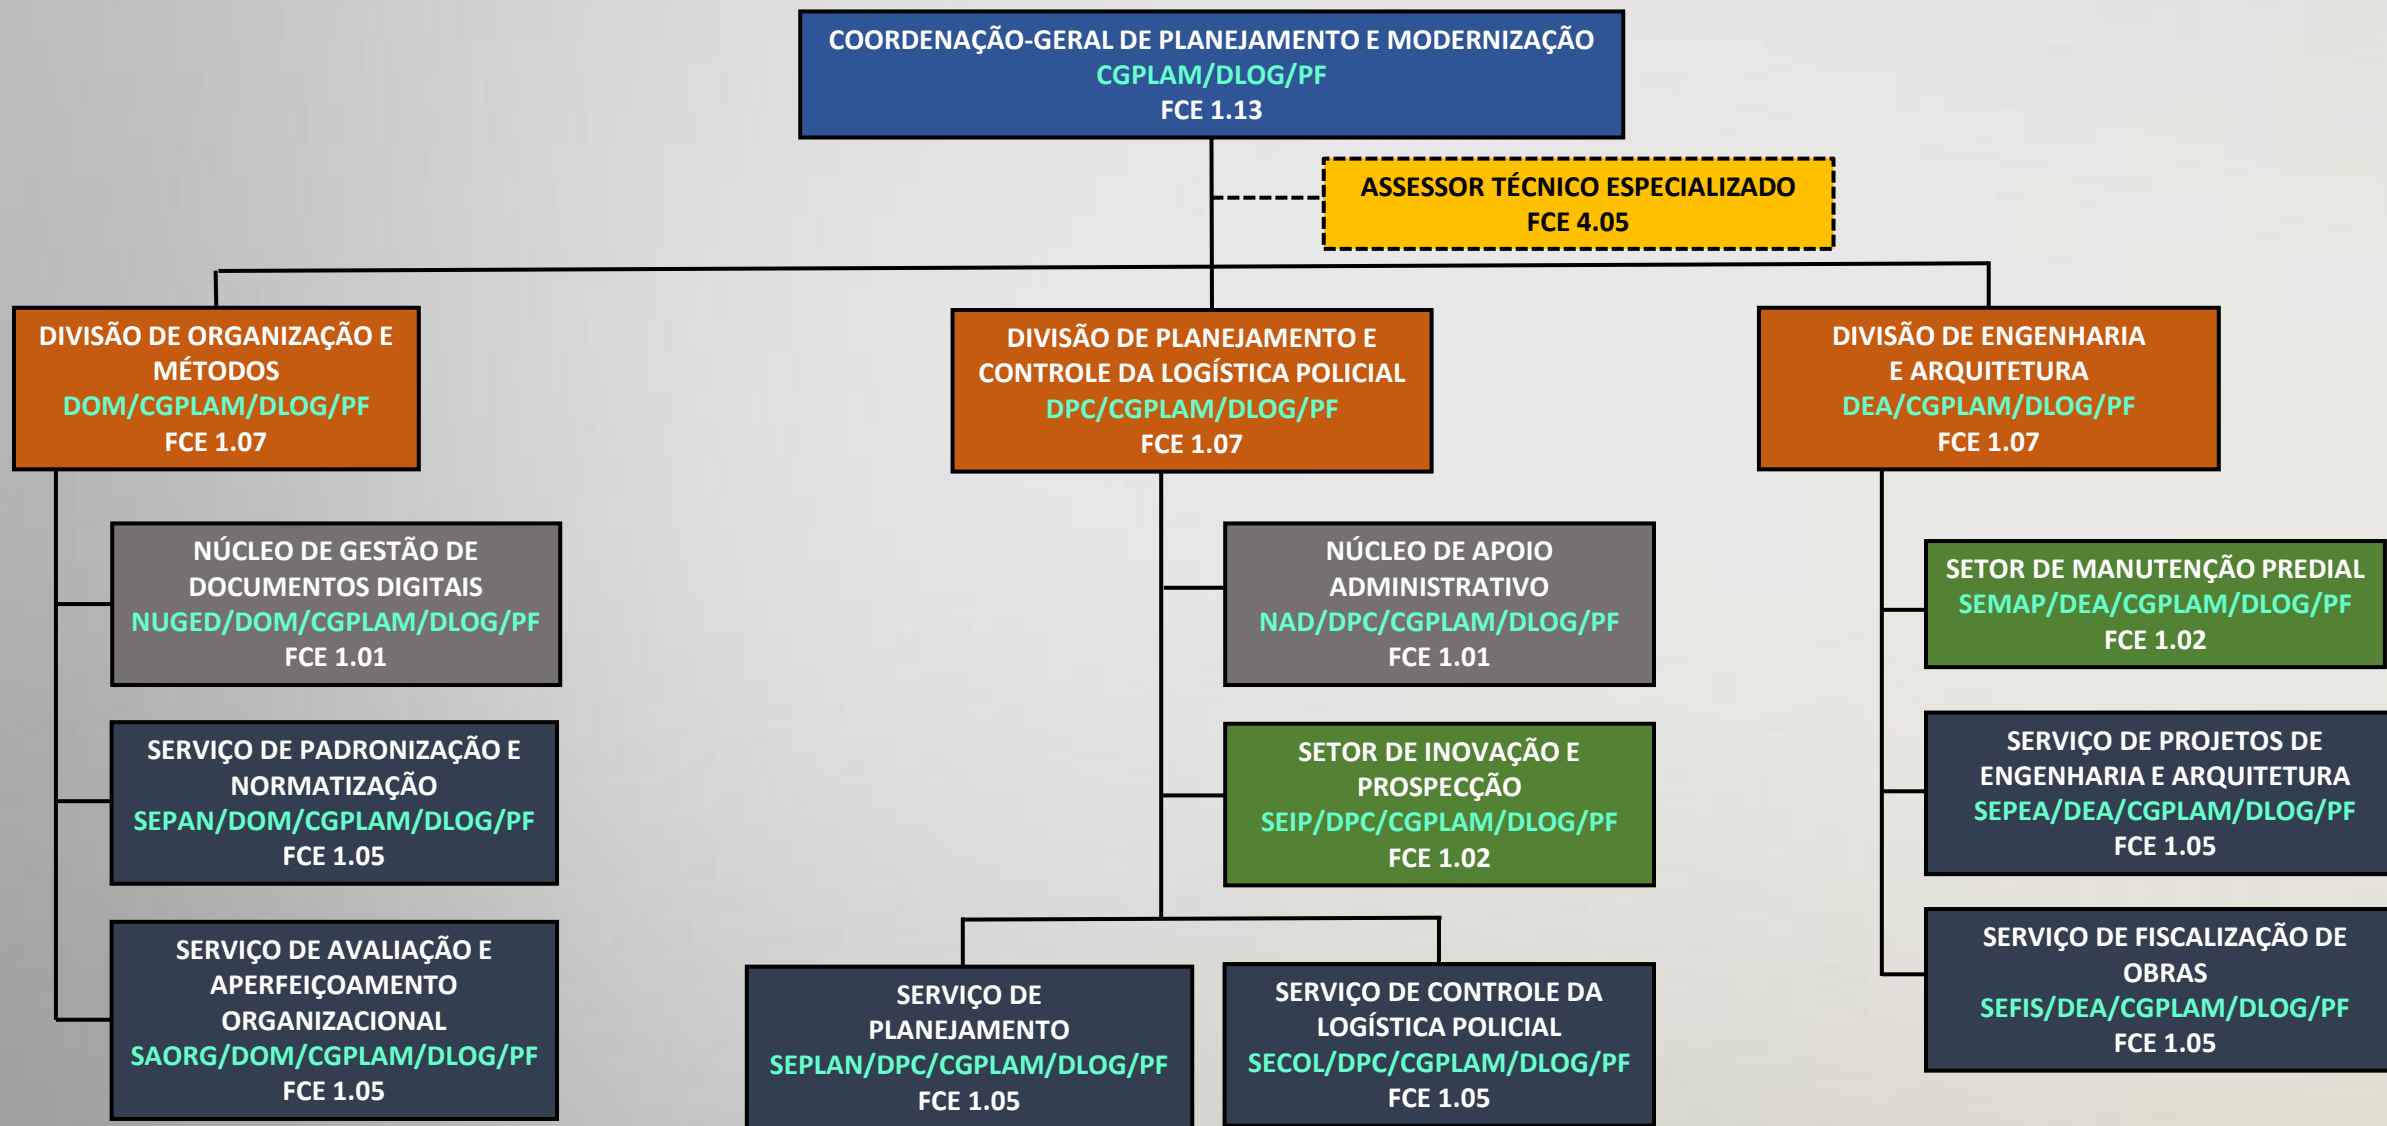 COORDENAÇÃO-GERAL DE PLANEJAMENTO E MODERNIZAÇÃO
CGPLAM/DLOG/PF
FCE 1.13
ASSESSOR TÉCNICO ESPECIALIZADO
FCE 4.05
DIVISÃO DE ORGANIZAÇÃO E
MÉTODOS
DOM/CGPLAM/DLOG/PF
FCE 1.07
NÚCLEO DE GESTÃO DE
DOCUMENTOS DIGITAIS
NUGED/DOM/CGPLAM/DLOG/PF
FCE 1.01
SERVIÇO DE PADRONIZAÇÃO E
NORMATIZAÇÃO
SEPAN/DOM/CGPLAM/DLOG/PF
FCE 1.05
SERVIÇO DE AVALIAÇÃO E
APERFEIÇOAMENTO
ORGANIZACIONAL
SAORG/DOM/CGPLAM/DLOG/PF
FCE 1.05
DIVISÃO DE PLANEJAMENTO E
CONTROLE DA LOGÍSTICA POLICIAL
DPC/CGPLAM/DLOG/PF
FCE 1.07
NÚCLEO DE APOIO
ADMINISTRATIVO
NAD/DPC/CGPLAM/DLOG/PF
FCE 1.01
SETOR DE INOVAÇÃO E
PROSPECÇÃO
SEIP/DPC/CGPLAM/DLOG/PF
FCE 1.02
SERVIÇO DE
PLANEJAMENTO
SEPLAN/DPC/CGPLAM/DLOG/PF
FCE 1.05
SERVIÇO DE CONTROLE DA
LOGÍSTICA POLICIAL
SECOL/DPC/CGPLAM/DLOG/PF
FCE 1.05
DIVISÃO DE ENGENHARIA
E ARQUITETURA
DEA/CGPLAM/DLOG/PF
FCE 1.07
SETOR DE MANUTENÇÃO PREDIAL
SEMAP/DEA/CGPLAM/DLOG/PF
FCE 1.02
SERVIÇO DE PROJETOS DE
ENGENHARIA E ARQUITETURA
SEPEA/DEA/CGPLAM/DLOG/PF
FCE 1.05
SERVIÇO DE FISCALIZAÇÃO DE
OBRAS
SEFIS/DEA/CGPLAM/DLOG/PF
FCE 1.05